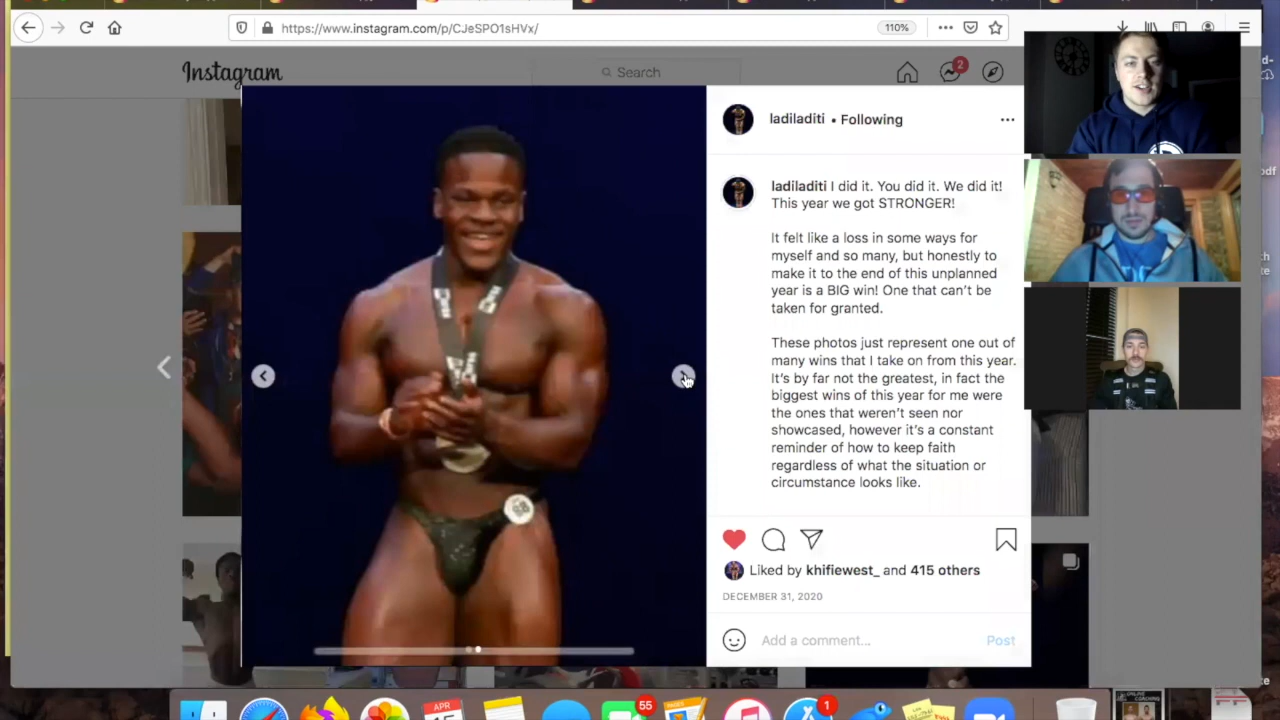 https://www.instagram.com/p/CJeSPO1sHVx/
110%
Instagram
Search
2
ladiladiti • Following
ladiladiti I did it. You did it. We did it!
This year we got STRONGER!
It felt like a loss in some ways for
myself and so many, but honestly to
make it to the end of this unplanned
year is a BIG win! One that can't be
taken for granted.
These photos just represent one out of
many wins that I take on from this year.
It's by far not the greatest, in fact the
biggest wins of this year for me were
the ones that weren't seen nor
showcased, however it's a constant
reminder of how to keep faith
regardless of what the situation or
circumstance looks like.
Liked by khifiewest_ and 415 others
DECEMBER 31, 2020
Add a comment...
Post
APR
55
1